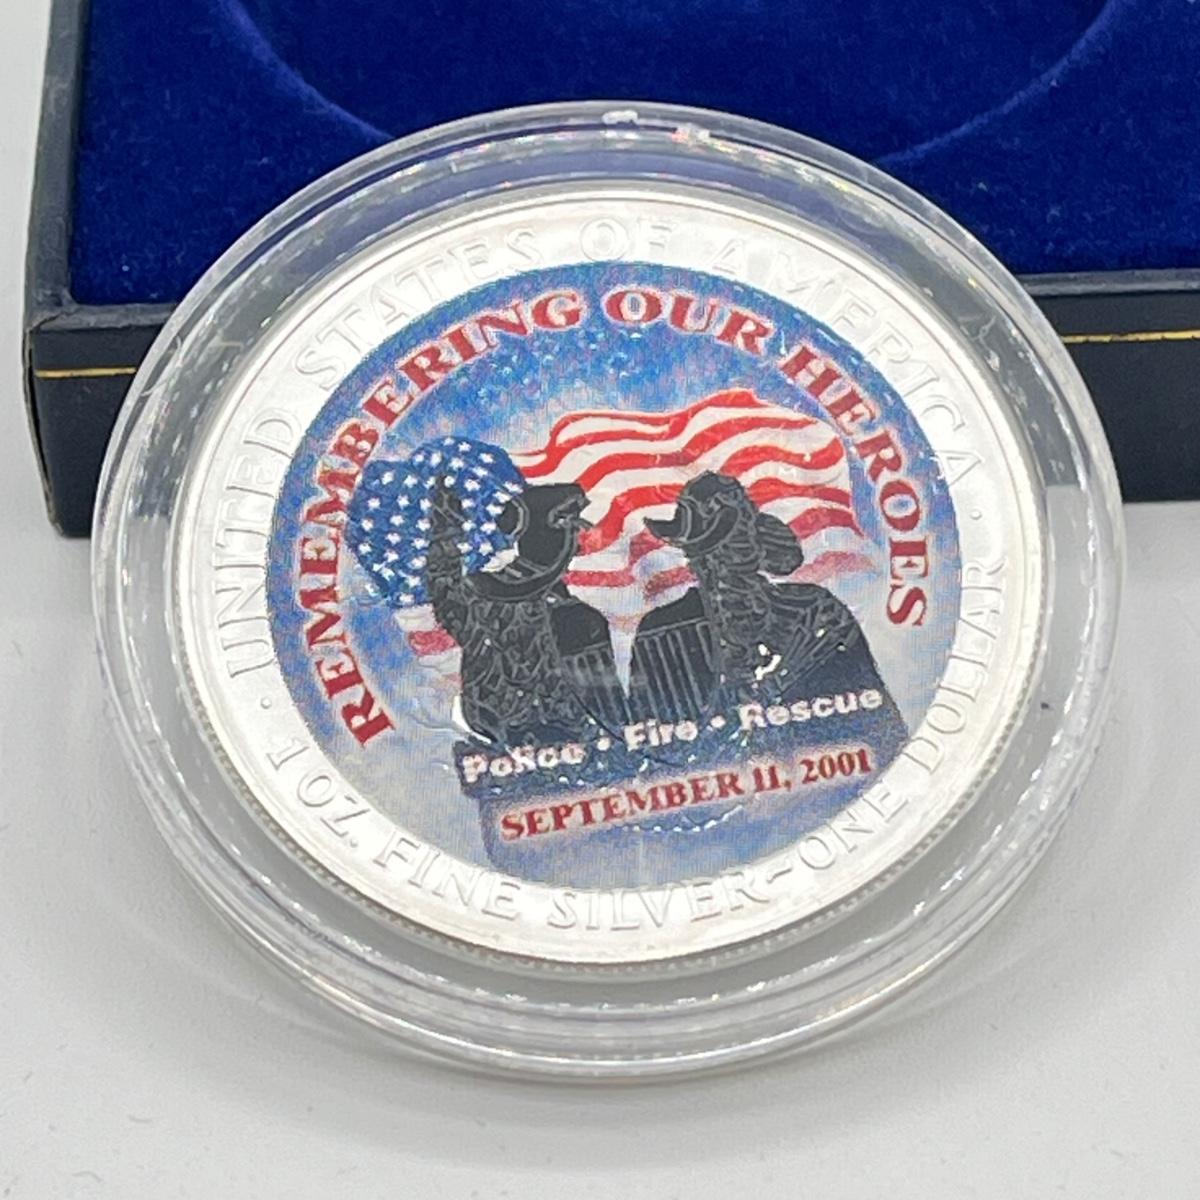 UNITED STATES OF AMERICA
· 1 OZ. FINE SILVER~ONE DOLLAR ·
REMEMBERING OUR HEROES
Police • Fire • Rescue
SEPTEMBER 11, 2001